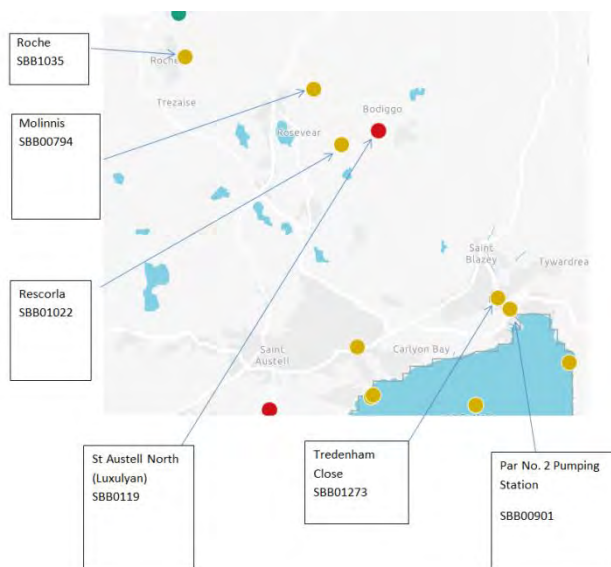 Roche
SBB1035
Molinnis
SBB00794
Rescorla
SBB01022
Roche
Trezaise
Rosevear
Bodiggo
Saint
Blazey
Tywardrea
Carlyon Bay
Saint
Austell
St Austell North
(Luxulyan)
SBB0119
Tredenham
Close
SBB01273
Par No. 2 Pumping
Station
SBB00901